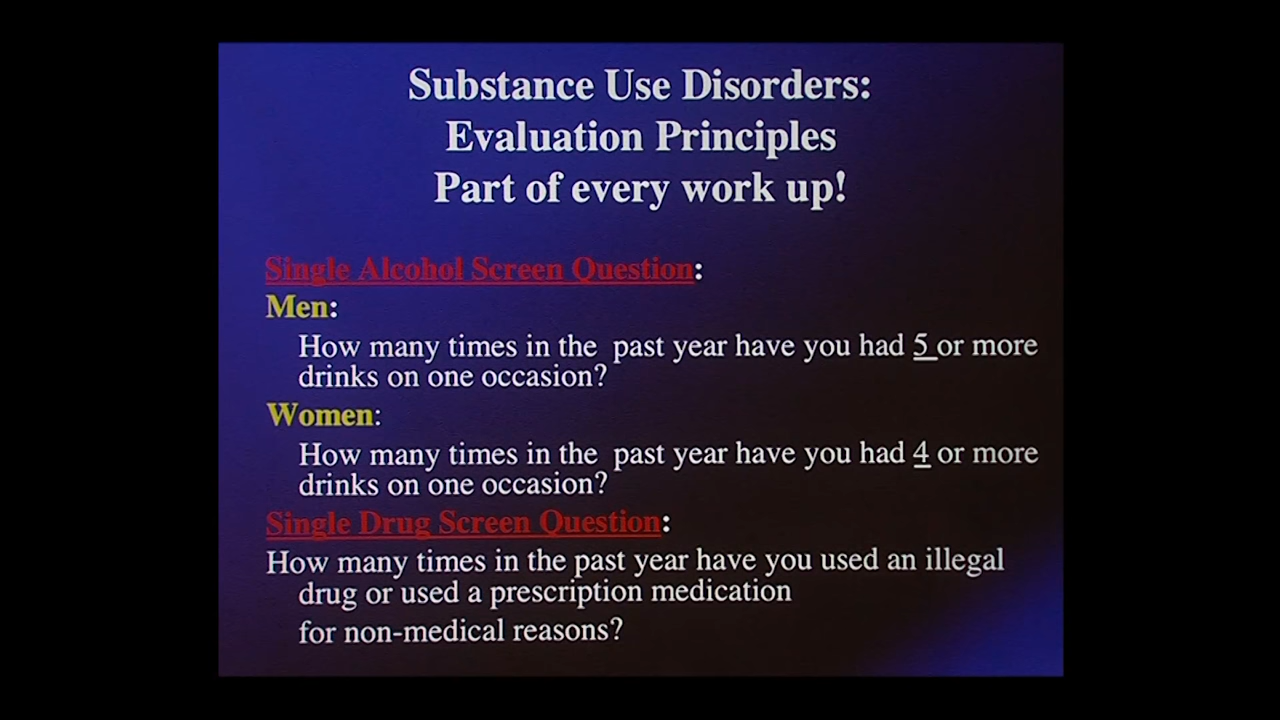 Substance Use Disorders:
Evaluation Principles
Part of every work up!
Single Alcohol Screen Question:
Men:
How many times in the past year have you had 5 or more
drinks on one occasion?
Women:
How many times in the past year have you had 4 or more
drinks on one occasion?
Single Drug Screen Question:
How many times in the past year have you used an illegal
drug or used a prescription medication
for non-medical reasons?